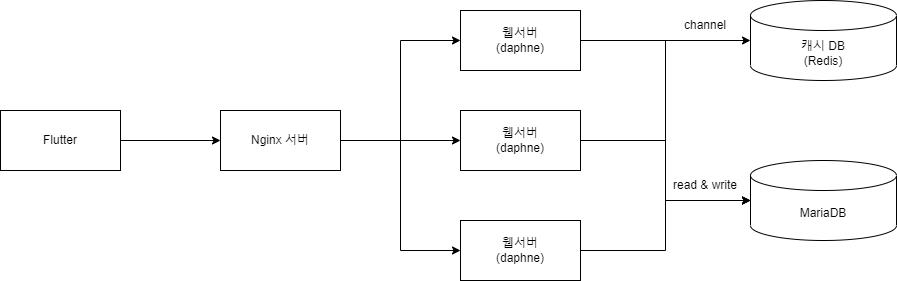 Flutter
Nginx 서버
웹서버
(daphne)
웹서버
(daphne)
웹서버
(daphne)
channel
캐시 DB
(Redis)
read & write
MariaDB